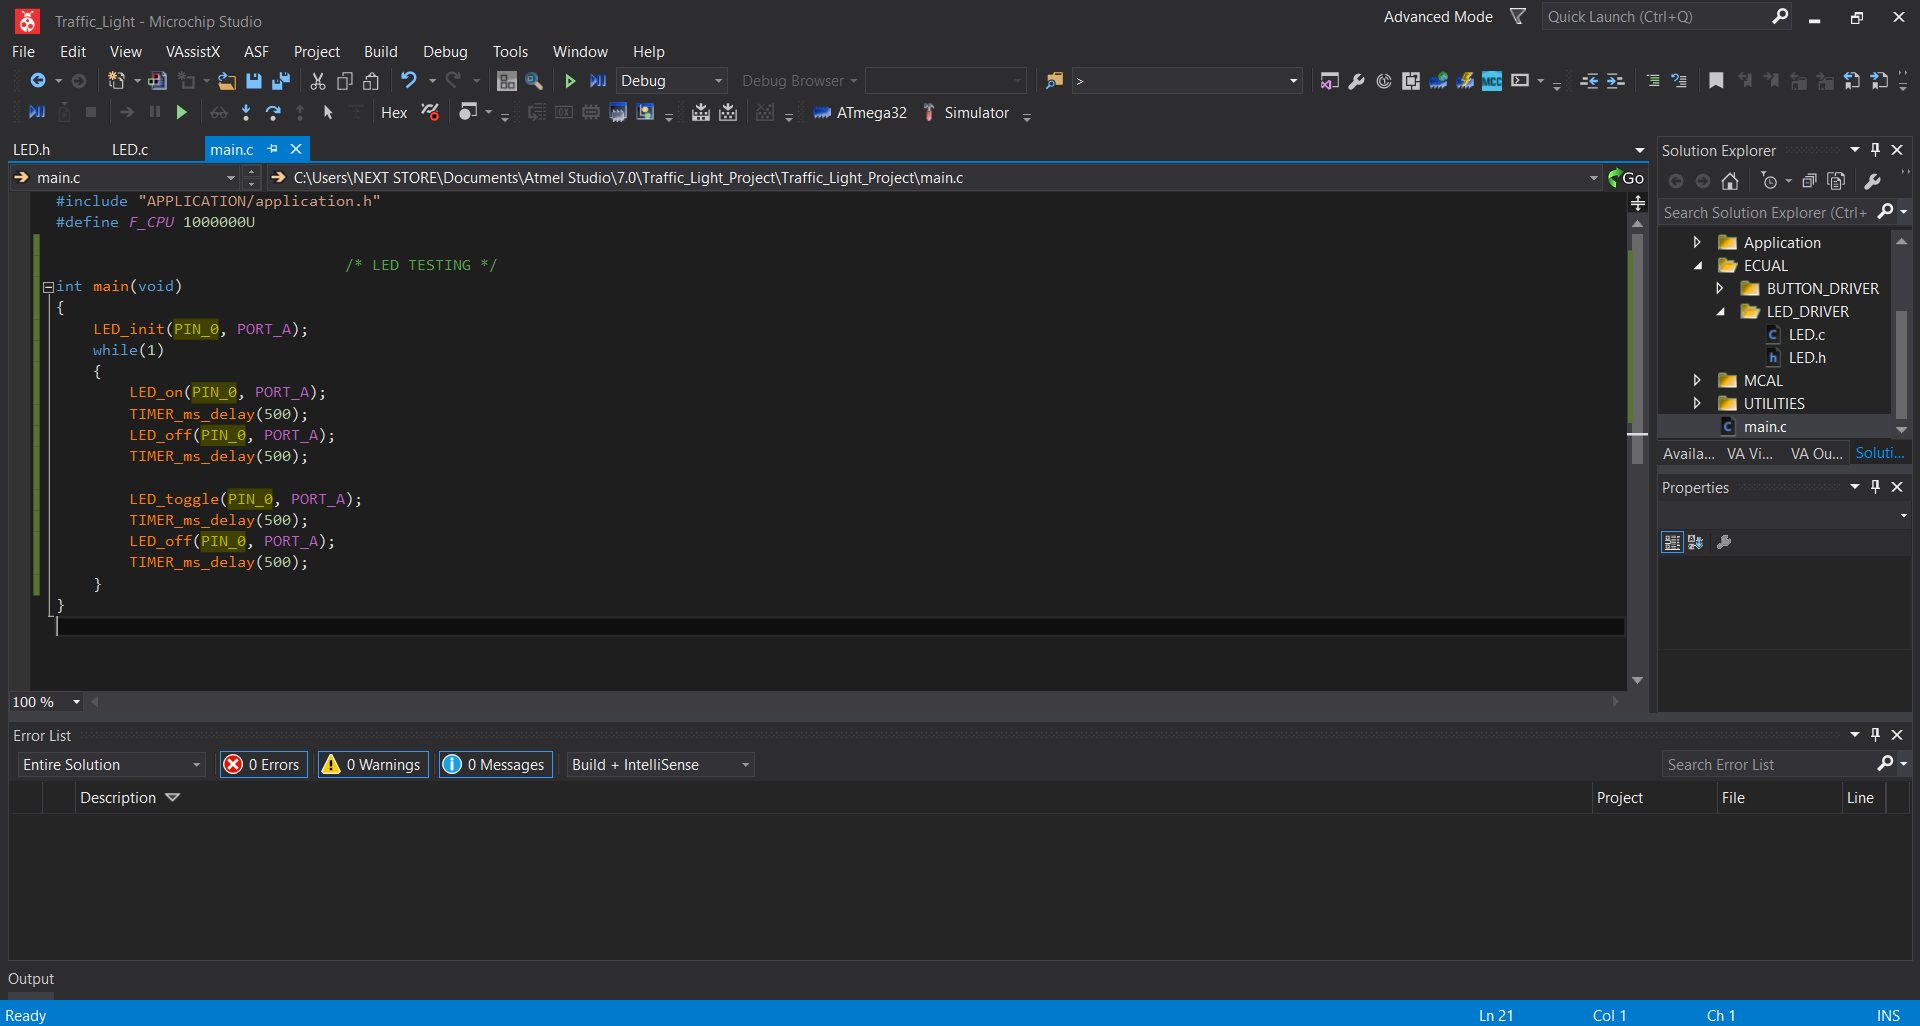 Traffic_Light - Microchip Studio
Advanced Mode
Quick Launch (Ctrl+Q)
File Edit View VAssistX ASF Project Build Debug Tools Window Help
Debug
Debug Browser
>
MCC
Hex
ATmega32
Simulator
LED.h LED.c main.c
main.c
C:\Users\NEXT STORE\Documents\Atmel Studio\7.0\Traffic_Light_Project\Traffic_Light_Project\main.c
Go
#include "APPLICATION/application.h"
#define F_CPU 1000000U
/* LED TESTING */
int main(void)
{
LED_init(PIN_0, PORT_A);
while(1)
{
LED_on(PIN_0, PORT_A);
TIMER_ms_delay(500);
LED_off(PIN_0, PORT_A);
TIMER_ms_delay(500);
LED_toggle(PIN_0, PORT_A);
TIMER_ms_delay(500);
LED_off(PIN_0, PORT_A);
TIMER_ms_delay(500);
}
}
100 %
Solution Explorer
Search Solution Explorer (Ctrl+
Application
ECUAL
BUTTON_DRIVER
LED_DRIVER
LED.c
LED.h
MCAL
UTILITIES
main.c
Availa... VA Vi... VA Ou... Soluti...
Properties
Error List
Entire Solution
0 Errors
0 Warnings
0 Messages
Build + IntelliSense
Search Error List
Description Project File Line
Output
Ready
Ln 21 Col 1 Ch 1 INS